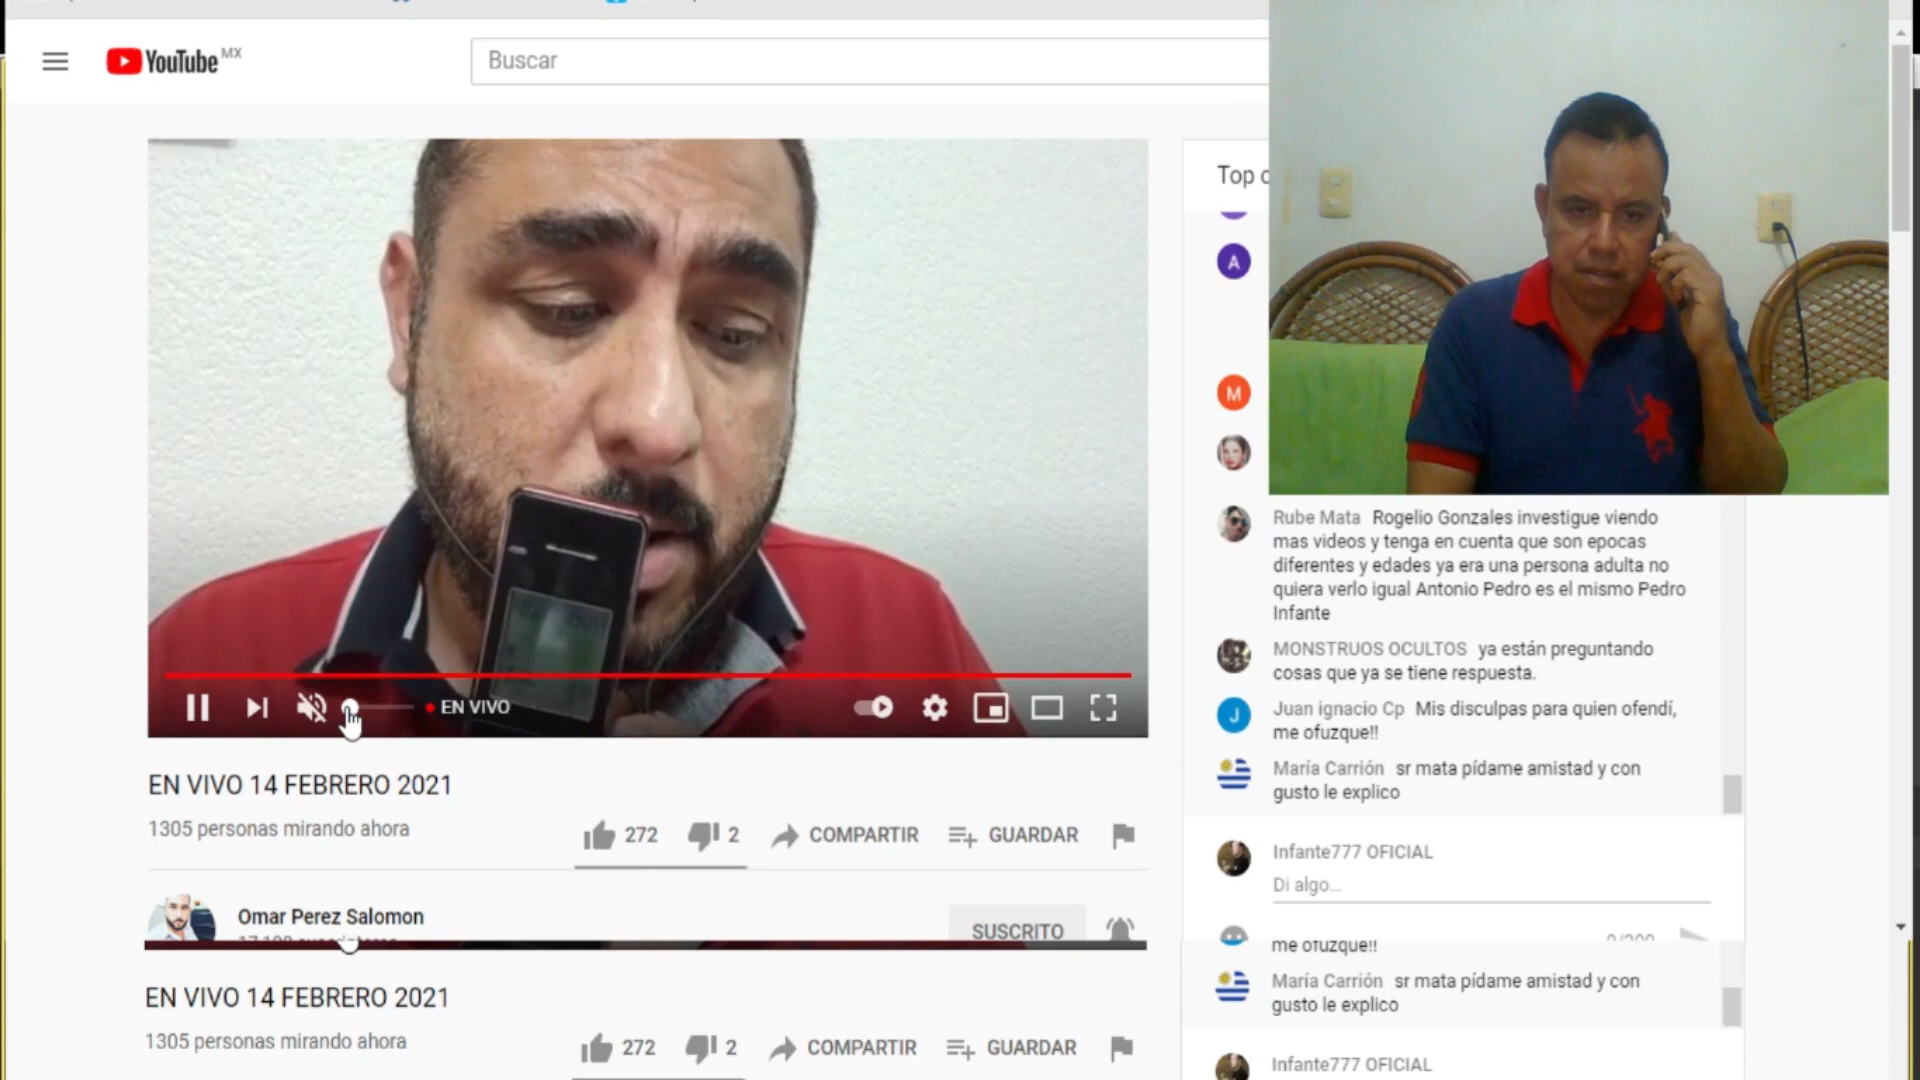 YouTube MX
Buscar
Top
A
M
Rube Mata Rogelio Gonzales investigue viendo
mas videos y tenga en cuenta que son epocas
diferentes y edades ya era una persona adulta no
quiera verlo igual Antonio Pedro es el mismo Pedro
Infante
MONSTRUOS OCULTOS ya están preguntando
cosas que ya se tiene respuesta.
J
Juan ignacio Cp Mis disculpas para quien ofendí,
me ofuzque!!
María Carrión sr mata pídame amistad y con
gusto le explico
Infante777 OFICIAL
Di algo...
EN VIVO
EN VIVO 14 FEBRERO 2021
1305 personas mirando ahora
272
2
COMPARTIR
GUARDAR
Omar Perez Salomon
SUSCRITO
me ofuzque!!
María Carrión sr mata pídame amistad y con
gusto le explico
Infante777 OFICIAL
EN VIVO 14 FEBRERO 2021
1305 personas mirando ahora
272
2
COMPARTIR
GUARDAR